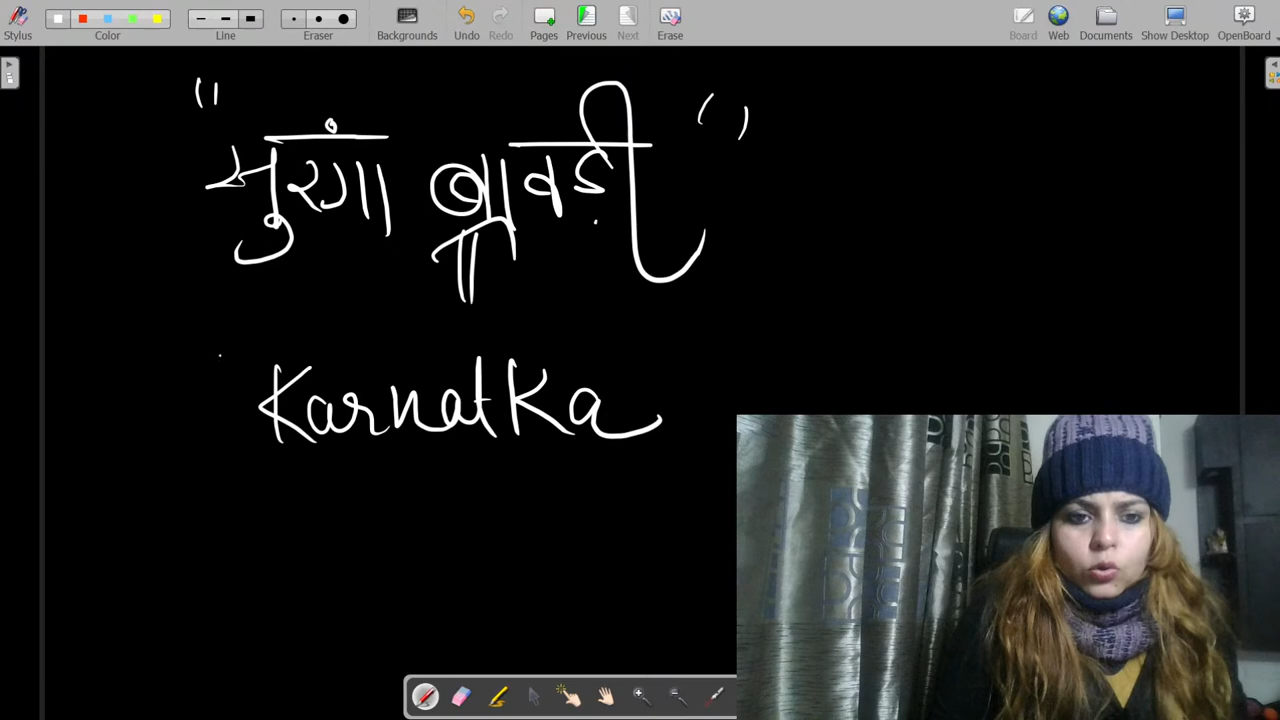 Stylus Color Line Eraser Backgrounds Undo Redo Pages Previous Next Erase Board Web Documents Show Desktop OpenBoard
"सुरंगा बावड़ी"
Karnatka